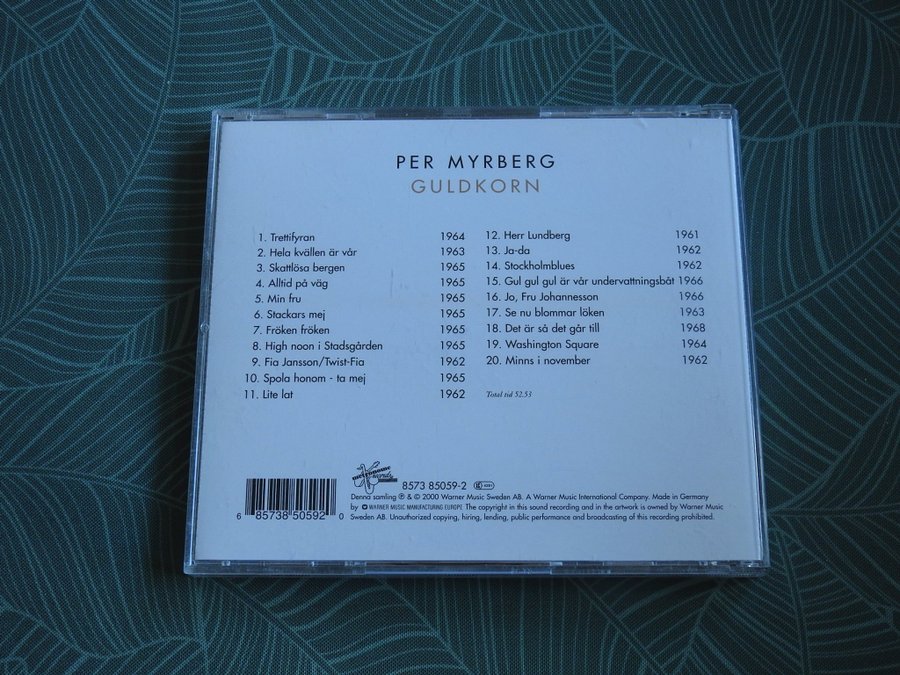 PER MYRBERG
GULDKORN
1. Trettifyran 1964
2. Hela kvällen är vår 1963
3. Skattlösa bergen 1965
4. Alltid på väg 1965
5. Min fru 1965
6. Stackars mej 1965
7. Fröken fröken 1965
8. High noon i Stadsgården 1965
9. Fia Jansson/Twist-Fia 1962
10. Spola honom - ta mej 1965
11. Lite lat 1962
12. Herr Lundberg 1961
13. Ja-da 1962
14. Stockholmblues 1962
15. Gul gul gul är vår undervattningsbåt 1966
16. Jo, Fru Johannesson 1966
17. Se nu blommar löken 1963
18. Det är så det går till 1968
19. Washington Square 1964
20. Minns i november 1962
Total tid 52.53
metronome records
8573 85059-2
Denna samling ℗ & © 2000 Warner Music Sweden AB. A Warner Music International Company. Made in Germany
by WARNER MUSIC MANUFACTURING EUROPE The copyright in this sound recording and in the artwork is owned by Warner Music
Sweden AB. Unauthorized copying, hiring, lending, public performance and broadcasting of this recording prohibited.
6 85738 50592 0